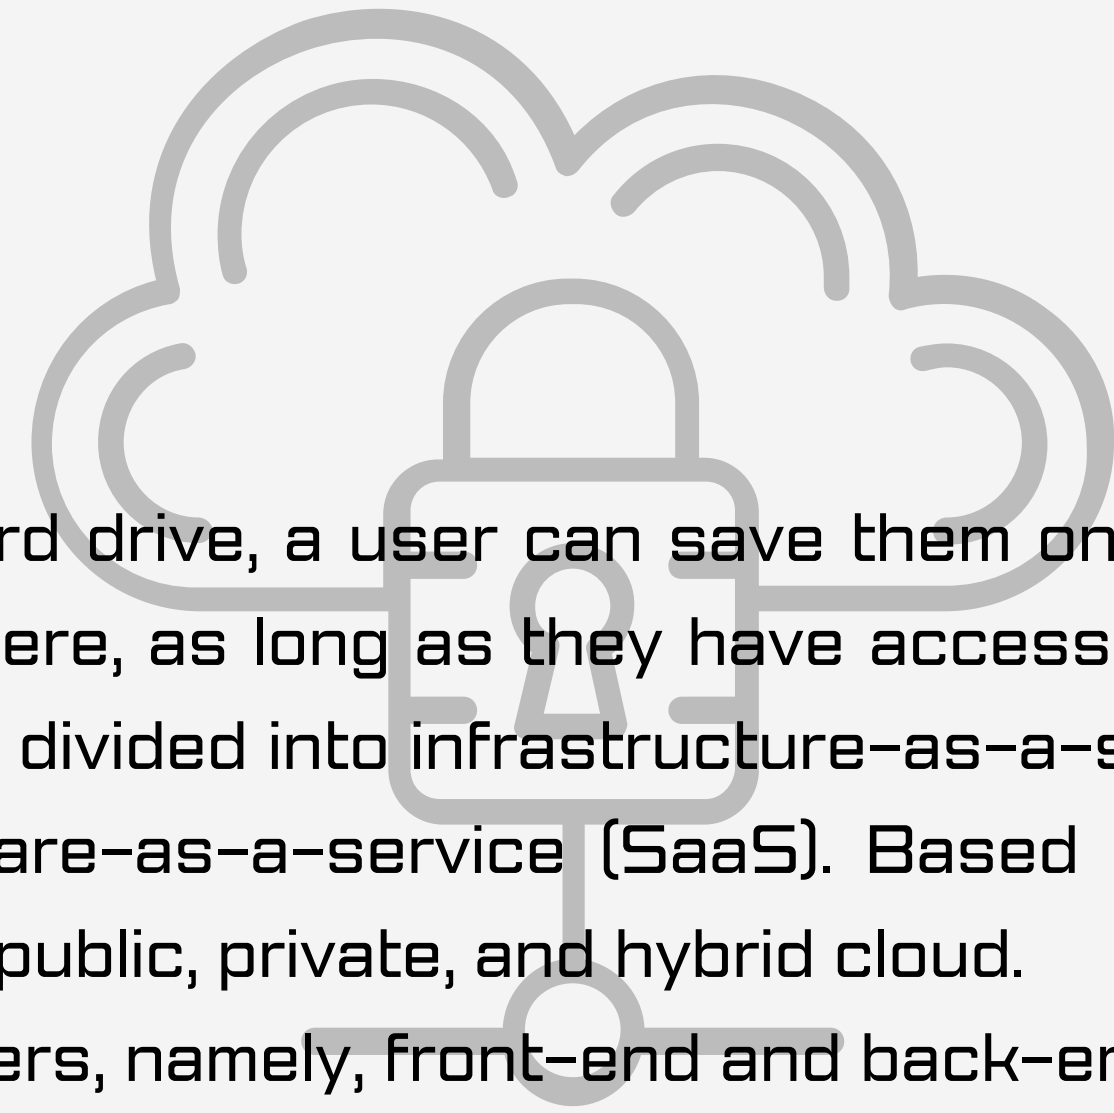 rd drive, a user can save them on
ere, as long as they have access
divided into infrastructure-as-a-s
are-as-a-service (SaaS). Based
public, private, and hybrid cloud.
ers, namely, front-end and back-en